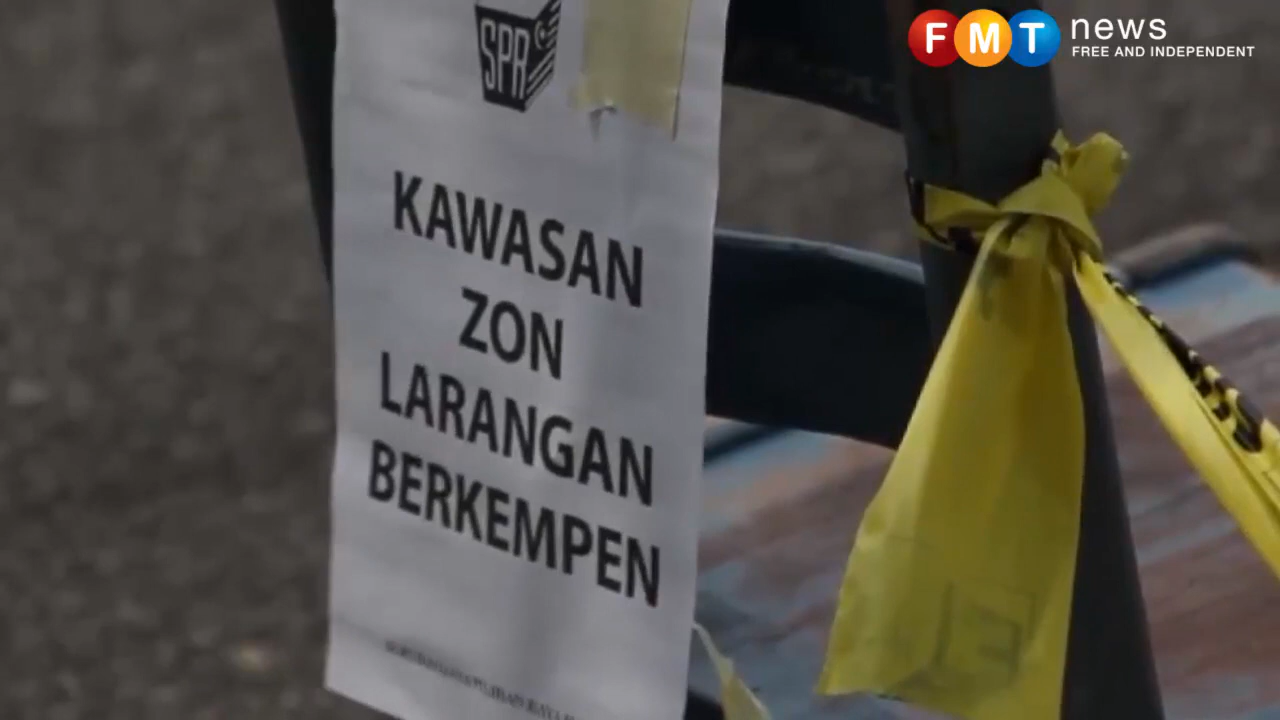 FMT news
FREE AND INDEPENDENT
SPR
KAWASAN
ZON
LARANGAN
BERKEMPEN